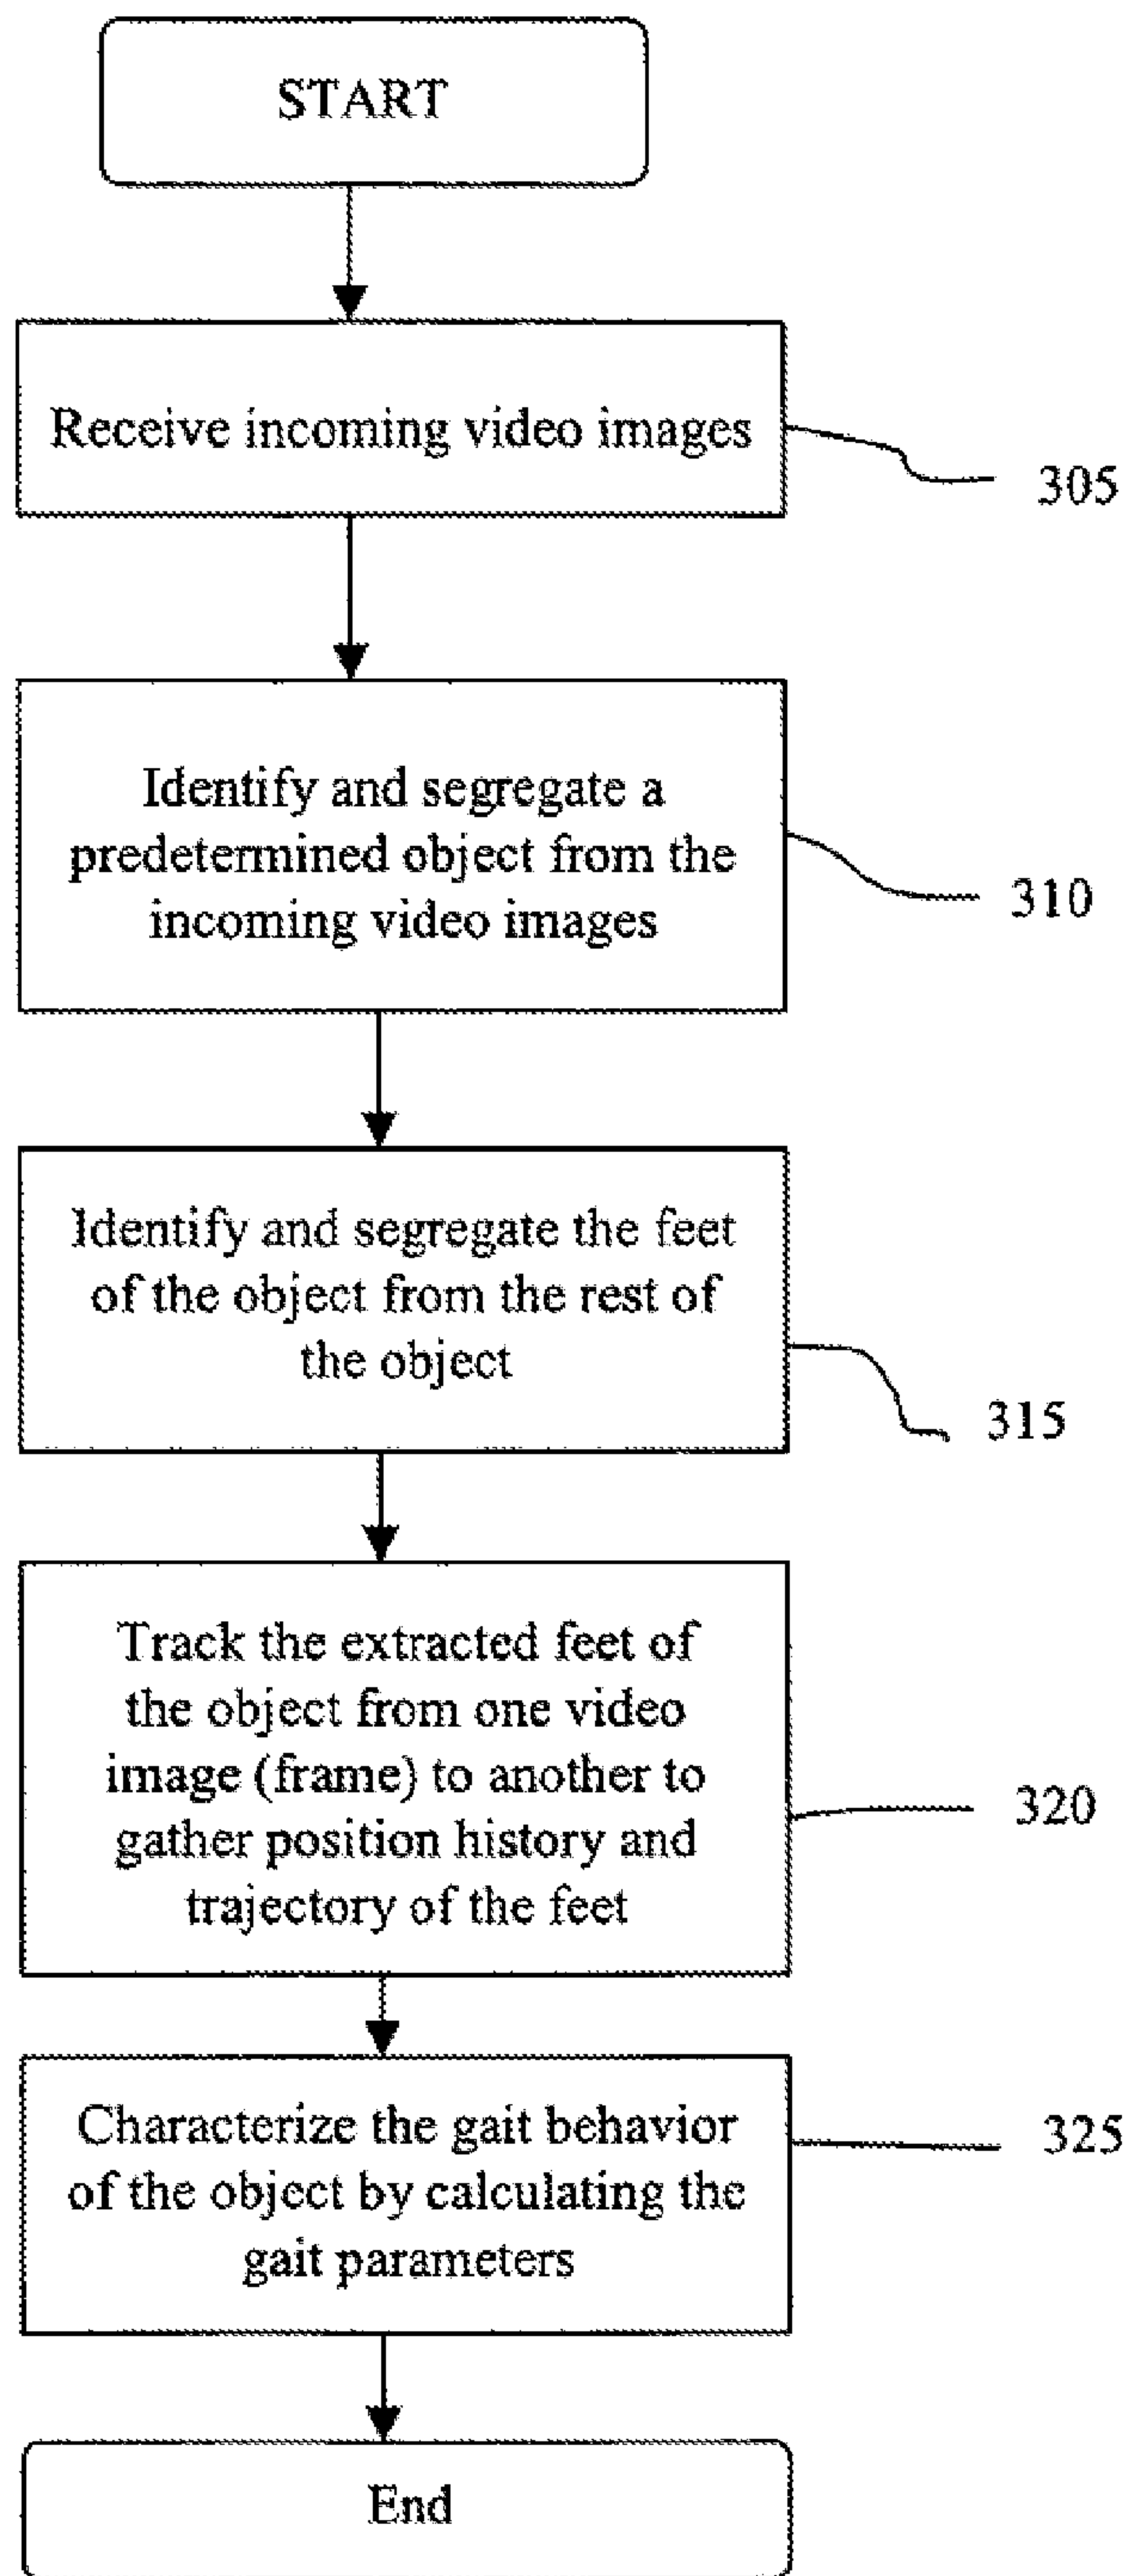 START
Receive incoming video images
305
Identify and segregate a
predetermined object from the
incoming video images
310
Identify and segregate the feet
of the object from the rest of
the object
315
Track the extracted feet of
the object from one video
image (frame) to another to
gather position history and
trajectory of the feet
320
Characterize the gait behavior
of the object by calculating the
gait parameters
325
End